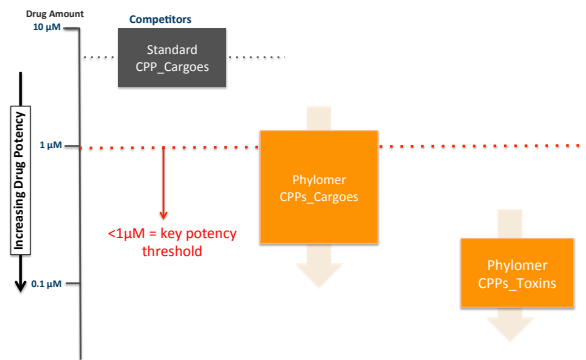 Drug Amount
Competitors
10 μM
Standard
CPP_Cargoes
Increasing Drug Potency
1 μM
Phylomer
CPPs_Cargoes
<1μM = key potency
threshold
Phylomer
CPPs_Toxins
0.1 μM